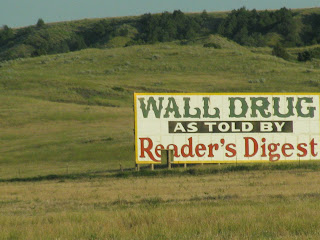 WALL DRUG
AS TOLD BY
Reader's Digest